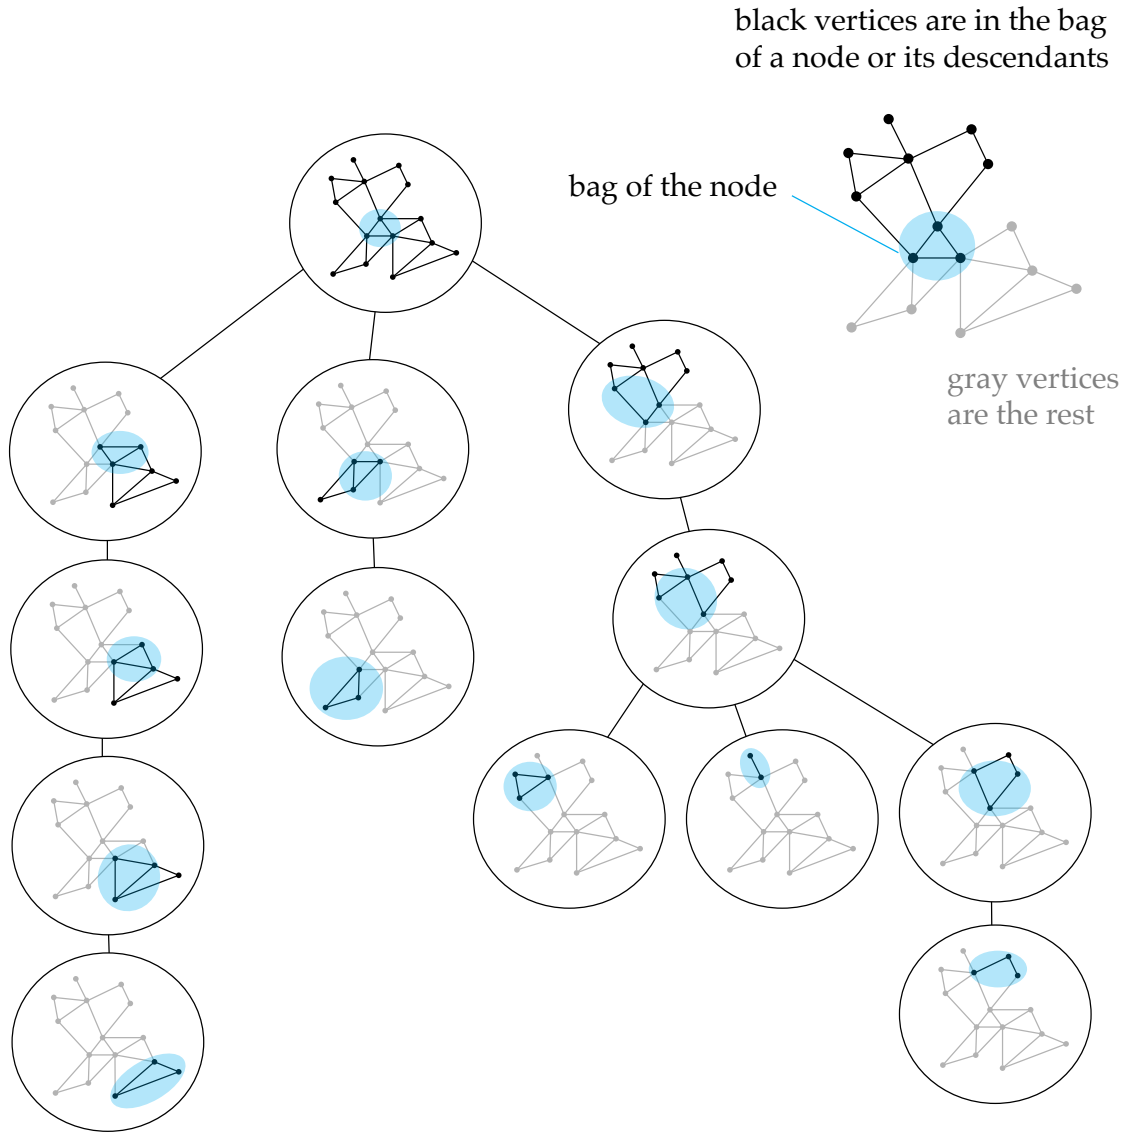 black vertices are in the bag
of a node or its descendants
bag of the node
gray vertices
are the rest